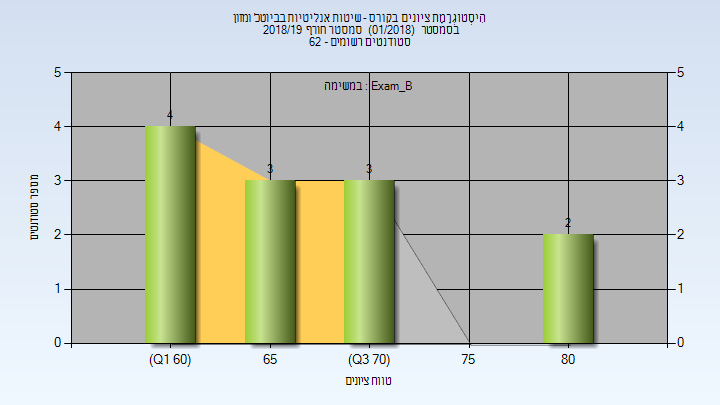 היסטוגרמת ציונים בקורס - שיטות אנליטיות בביוטכ' ומזון
בסמסטר (01/2018) סמסטר חורף 2018/19
סטודנטים רשומים - 62
במשימה : Exam_B
5 5
4 4 4
3 3 3 3
2 2 2
1 1
0 0
מספר סטודנטים
(Q1 60) 65 (Q3 70) 75 80
טווח ציונים